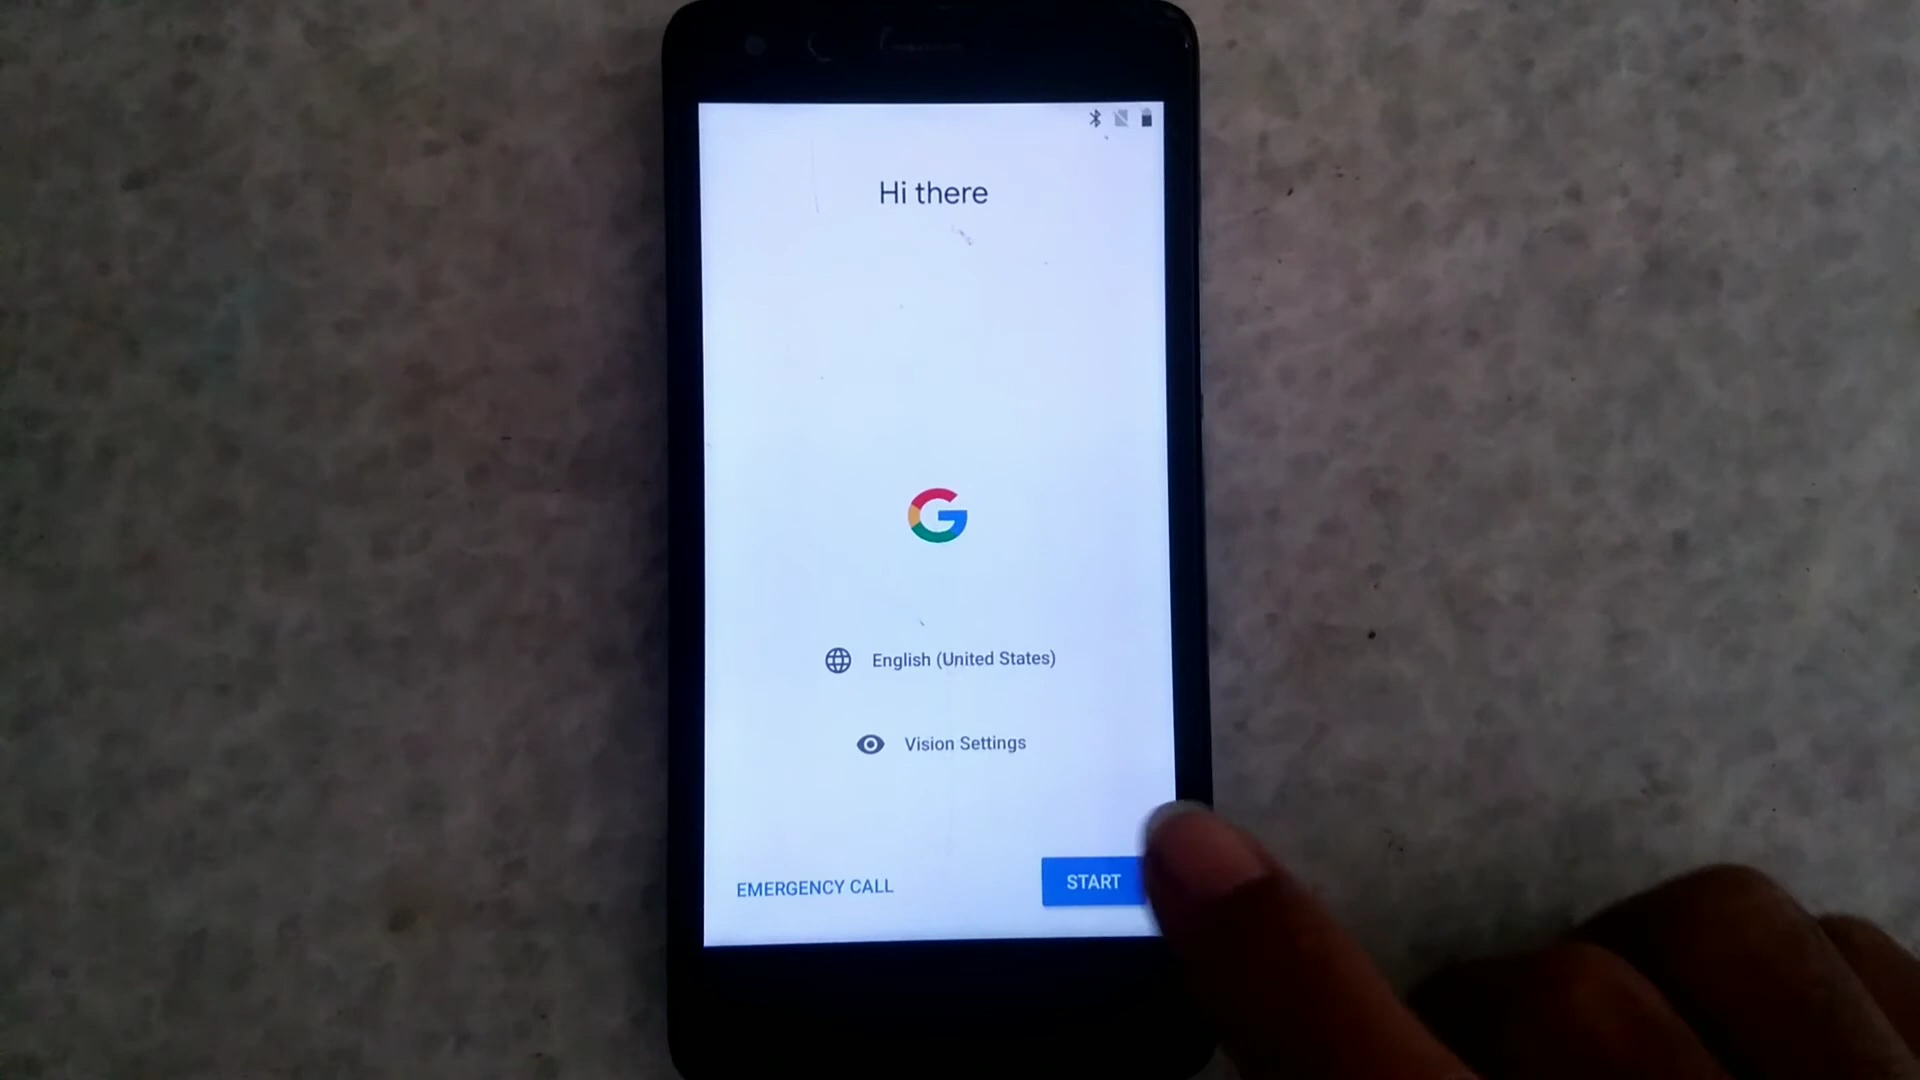 Hi there
English (United States)
Vision Settings
EMERGENCY CALL
START